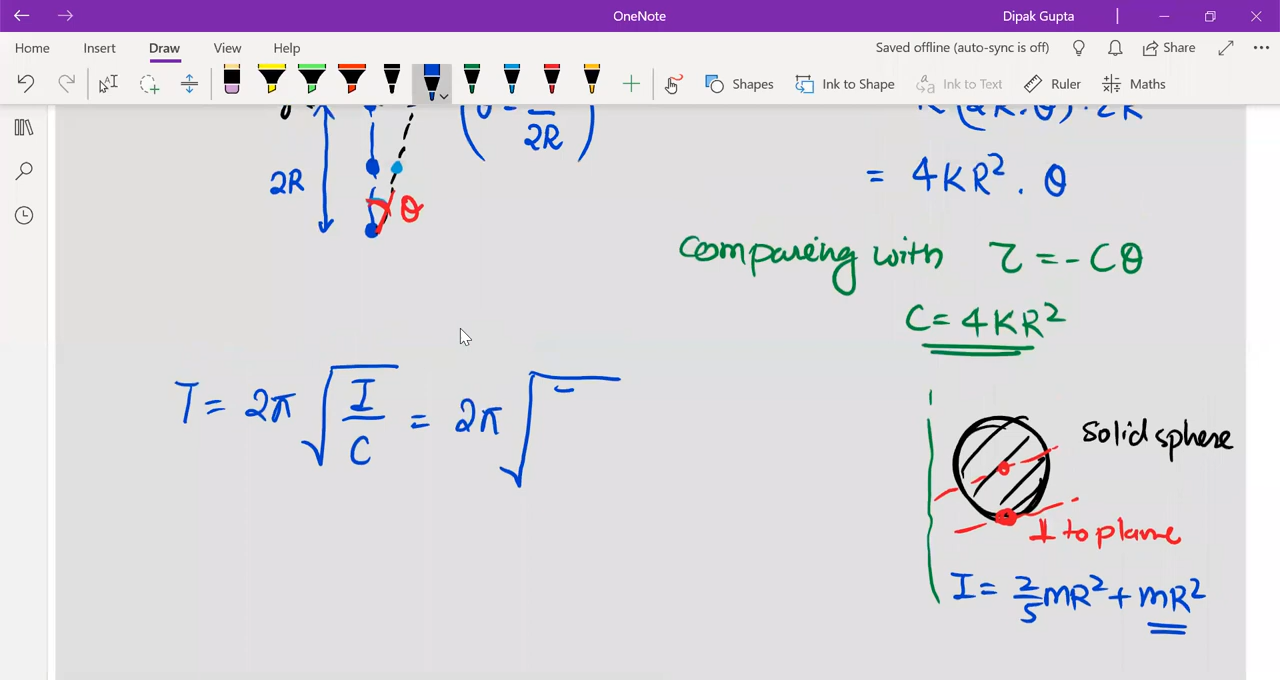 OneNote
Dipak Gupta
Home Insert Draw View Help
Saved offline (auto-sync is off) Share
Ink to Shape
Shapes Ink to Text Ruler Maths
2R
2R
θ
= 4KR² . θ
Comparing with τ = - Cθ
C = 4KR²
T = 2π √(I/C) = 2π √
Solid sphere
⊥ to plane
I = 2/5 mR² + mR²